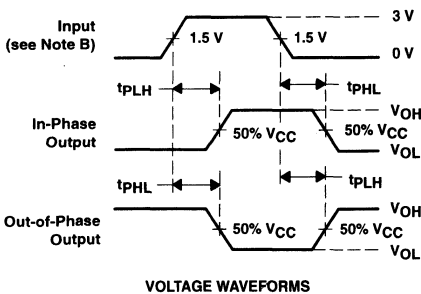 Input
(see Note B)
3 V
1.5 V
1.5 V
0 V
tPLH
tPHL
In-Phase
Output
VOH
50% VCC
50% VCC
VOL
tPHL
tPLH
Out-of-Phase
Output
VOH
50% VCC
50% VCC
VOL
VOLTAGE WAVEFORMS